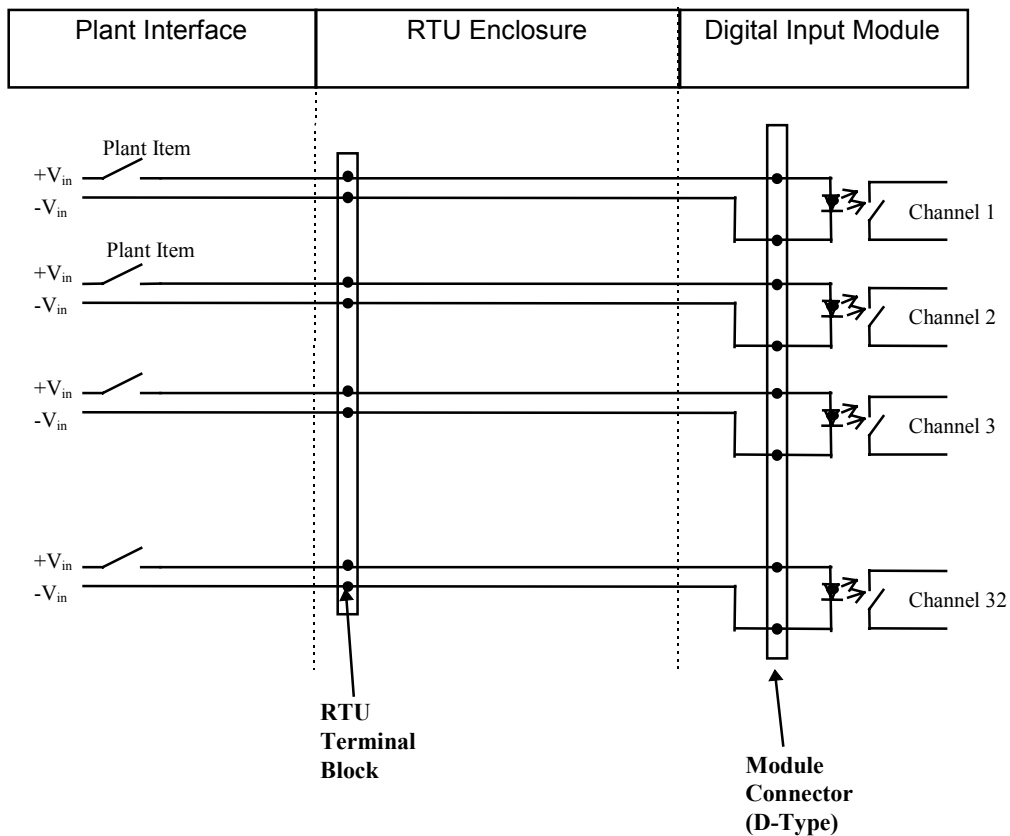 Plant Interface
RTU Enclosure
Digital Input Module
Plant Item
+Vin
-Vin
Channel 1
Plant Item
+Vin
-Vin
Channel 2
+Vin
-Vin
Channel 3
+Vin
-Vin
Channel 32
RTU
Terminal
Block
Module
Connector
(D-Type)